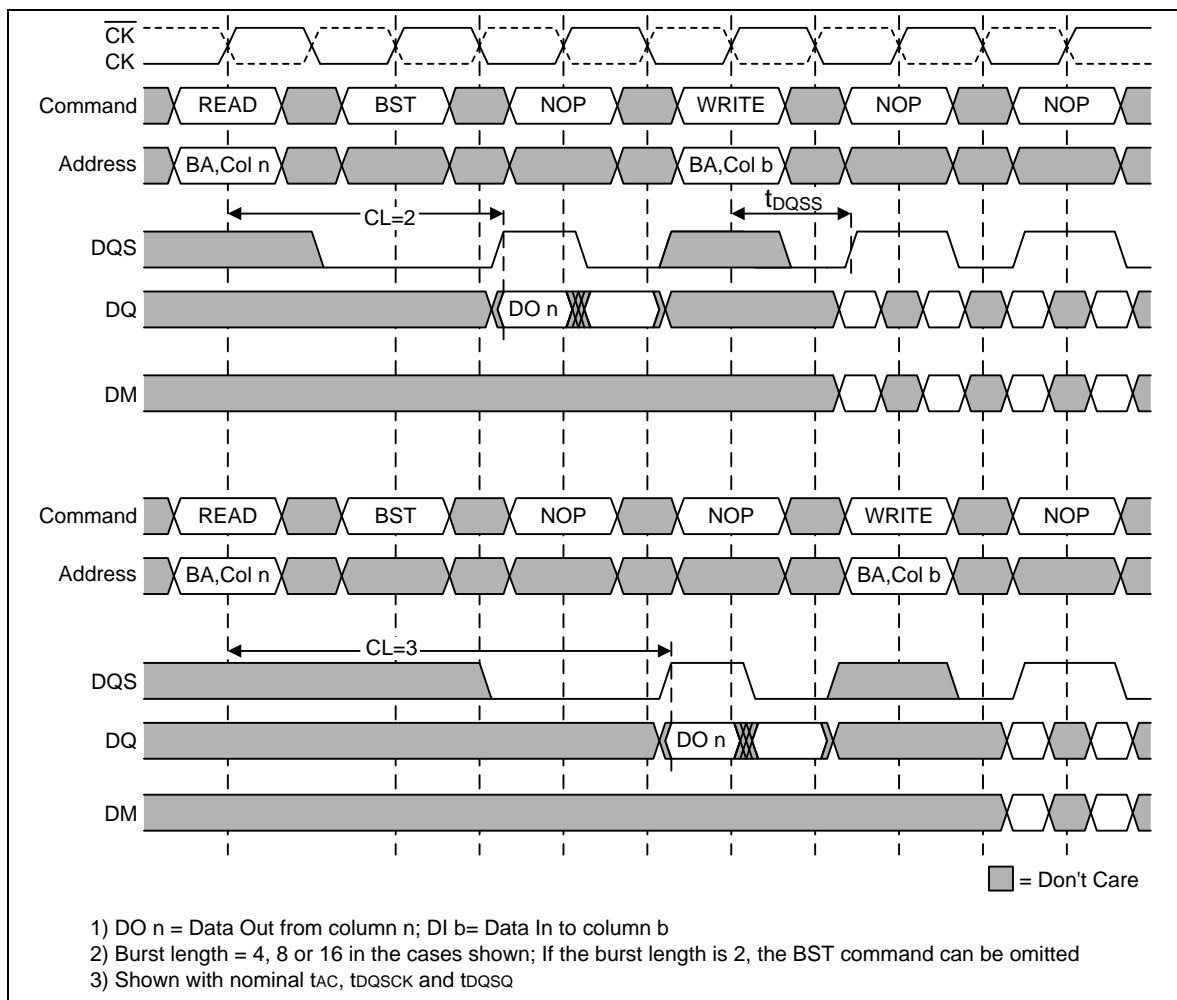 CK
CK
Command READ BST NOP WRITE NOP NOP
Address BA,Col n BA,Col b
CL=2 tDQSS
DQS
DQ DO n
DM
Command READ BST NOP NOP WRITE NOP
Address BA,Col n BA,Col b
CL=3
DQS
DQ DO n
DM
= Don't Care
1) DO n = Data Out from column n; DI b= Data In to column b
2) Burst length = 4, 8 or 16 in the cases shown; If the burst length is 2, the BST command can be omitted
3) Shown with nominal tAC, tDQSCK and tDQSQ